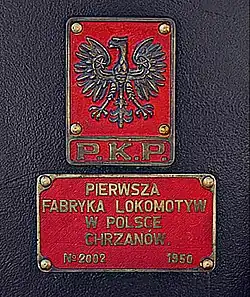 P.K.P.
PIERWSZA
FABRYKA LOKOMOTYW
W POLSCE
CHRZANÓW
№ 2002 1950